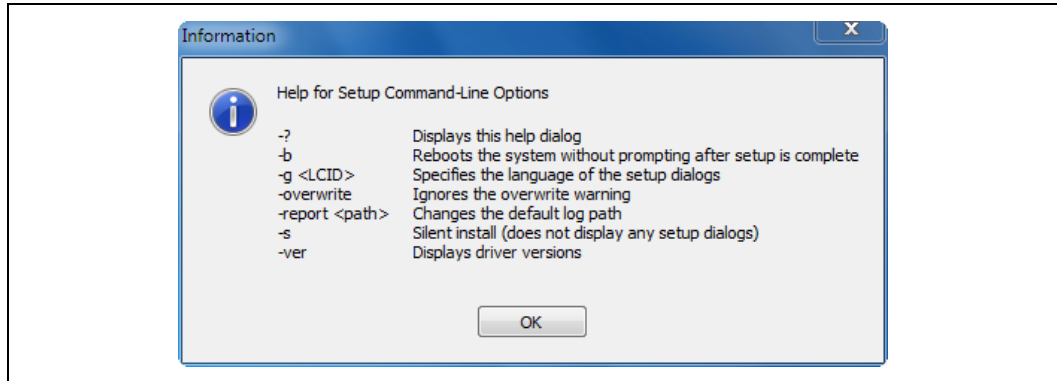 Information
Help for Setup Command-Line Options
-? Displays this help dialog
-b Reboots the system without prompting after setup is complete
-g <LCID> Specifies the language of the setup dialogs
-overwrite Ignores the overwrite warning
-report <path> Changes the default log path
-s Silent install (does not display any setup dialogs)
-ver Displays driver versions
OK